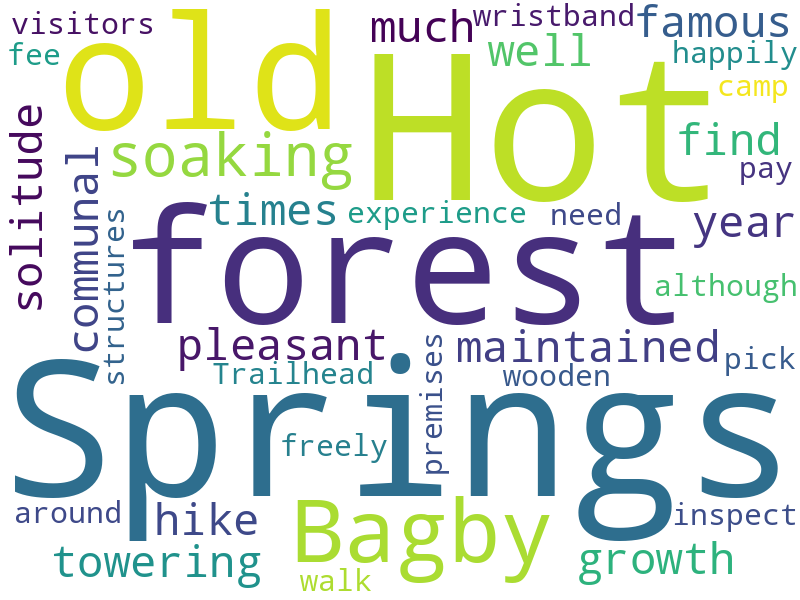 visitors
fee
old
much
wristband
famous
well
happily
camp
Hot
find
pay
solitude
communal
soaking
times
experience
need
year
structures
forest
although
pleasant
maintained
pick
Trailhead
premises
wooden
Springs
freely
around
hike
Bagby
inspect
towering
walk
growth